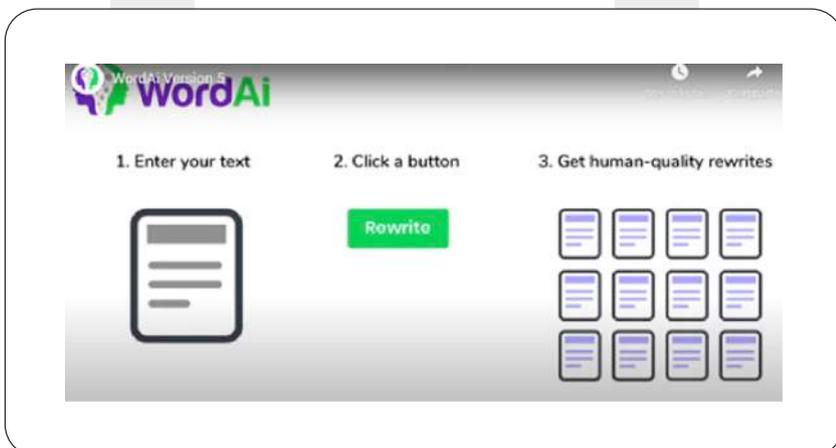 WordAi Version 5
WordAi
1. Enter your text
2. Click a button
3. Get human-quality rewrites
Rewrite